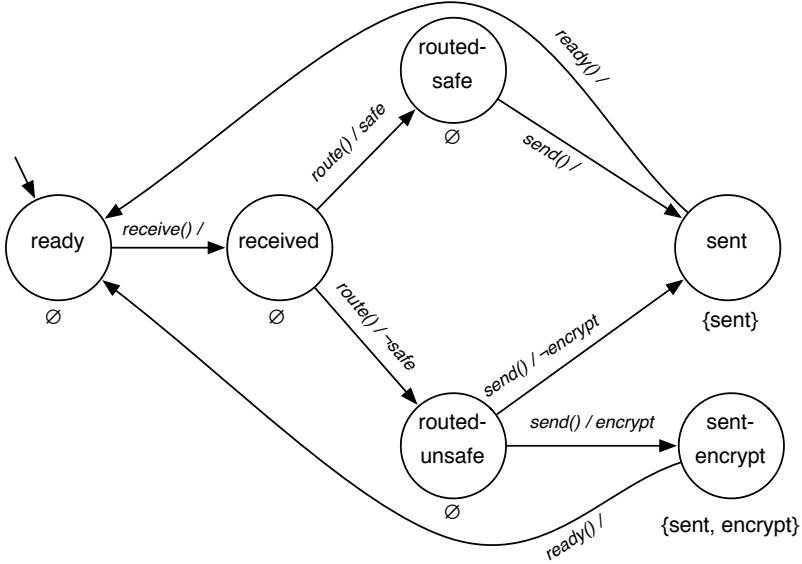 routed-
safe
∅
ready() /
route() / safe
send() /
ready
∅
receive() /
received
∅
sent
{sent}
route() / ¬safe
send() / ¬encrypt
routed-
unsafe
∅
send() / encrypt
sent-
encrypt
{sent, encrypt}
ready() /